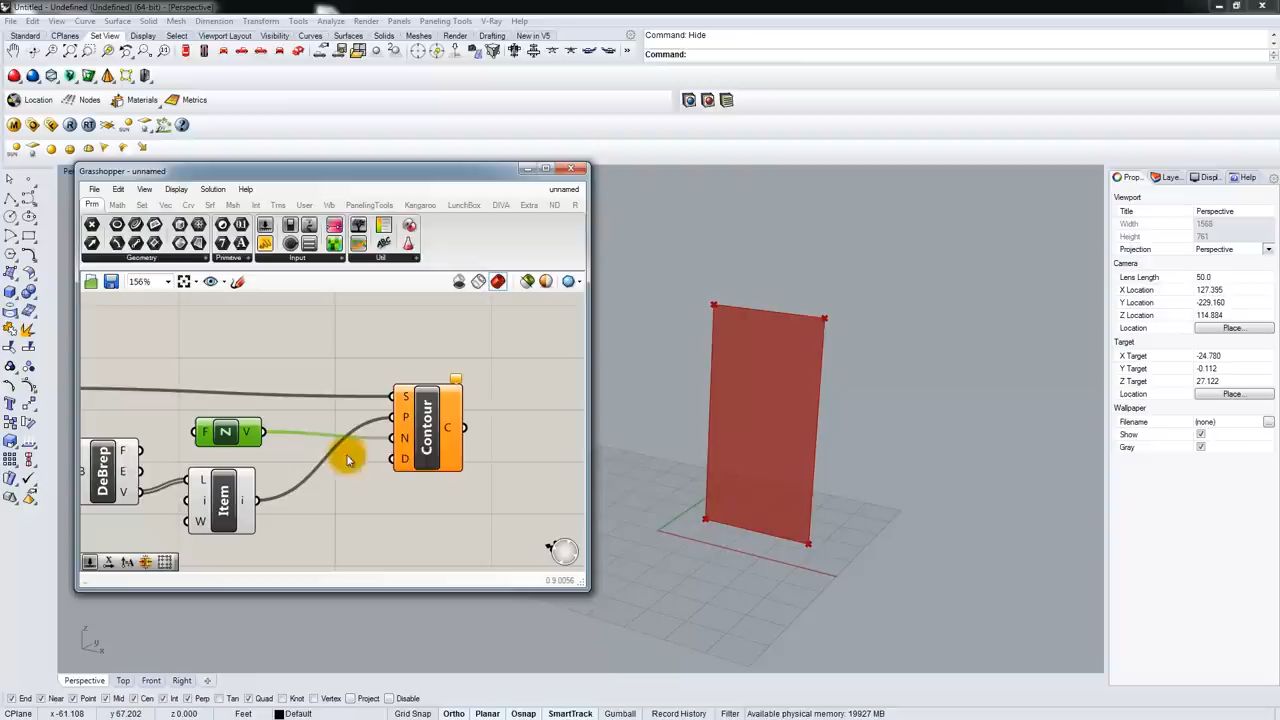 Untitled - Undefined (Undefined) (64-bit) - [Perspective]
File Edit View Curve Surface Solid Mesh Dimension Transform Tools Analyze Render Panels Paneling Tools V-Ray Help
Standard CPlanes Set View Display Select Viewport Layout Visibility Curves Surfaces Solids Meshes Render Drafting New in V5
Command: Hide
Command:
Location Nodes Materials Metrics
Grasshopper - unnamed
File Edit View Display Solution Help unnamed
Prm Math Set Vec Crv Srf Msh Int Trns User Wb PanelingTools Kangaroo LunchBox DIVA Extra ND R
Geometry Primitive Input Util
156%
S
P
N
D
Contour
C
F Z V
DeBrep
F
E
V
L
i
W
Item
i
0.9.0056
Prop... Laye... Displ... Help
Viewport
Title Perspective
Width 1568
Height 761
Projection Perspective
Camera
Lens Length 50.0
X Location 127.395
Y Location -229.160
Z Location 114.884
Location Place...
Target
X Target -24.780
Y Target -0.112
Z Target 27.122
Location Place...
Wallpaper
Filename (none)
Show
Gray
z
y
x
Perspective Top Front Right
End Near Point Mid Cen Int Perp Tan Quad Knot Vertex Project Disable
CPlane x -61.108 y 67.202 z 0.000 Feet Default Grid Snap Ortho Planar Osnap SmartTrack Gumball Record History Filter Available physical memory: 19927 MB